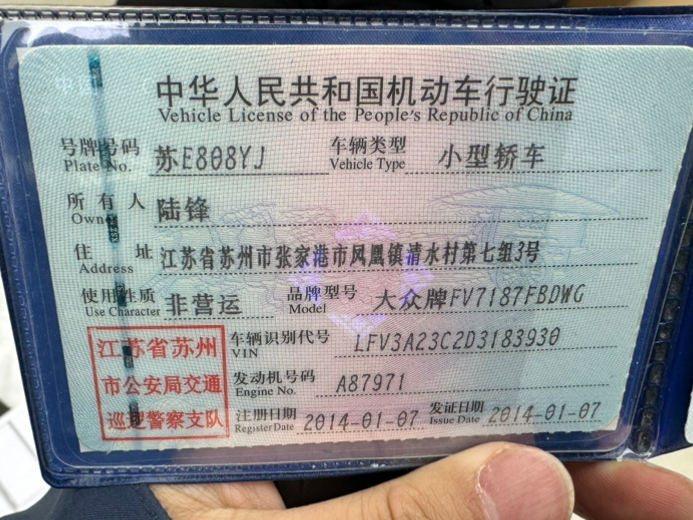 中华人民共和国机动车行驶证
Vehicle License of the People's Republic of China
号牌号码 苏E808YJ 车辆类型 小型轿车
Plate No. Vehicle Type
所有人 陆锋
Owner
住址 江苏省苏州市张家港市凤凰镇清水村第七组3号
Address
使用性质 非营运 品牌型号 大众牌FV7187FBDWG
Use Character Model
江苏省苏州 车辆识别代号 LFV3A23C2D3183930
VIN
市公安局交通 发动机号码 A87971
Engine No.
巡逻警察支队 注册日期 2014-01-07 发证日期 2014-01-07
Register Date Issue Date